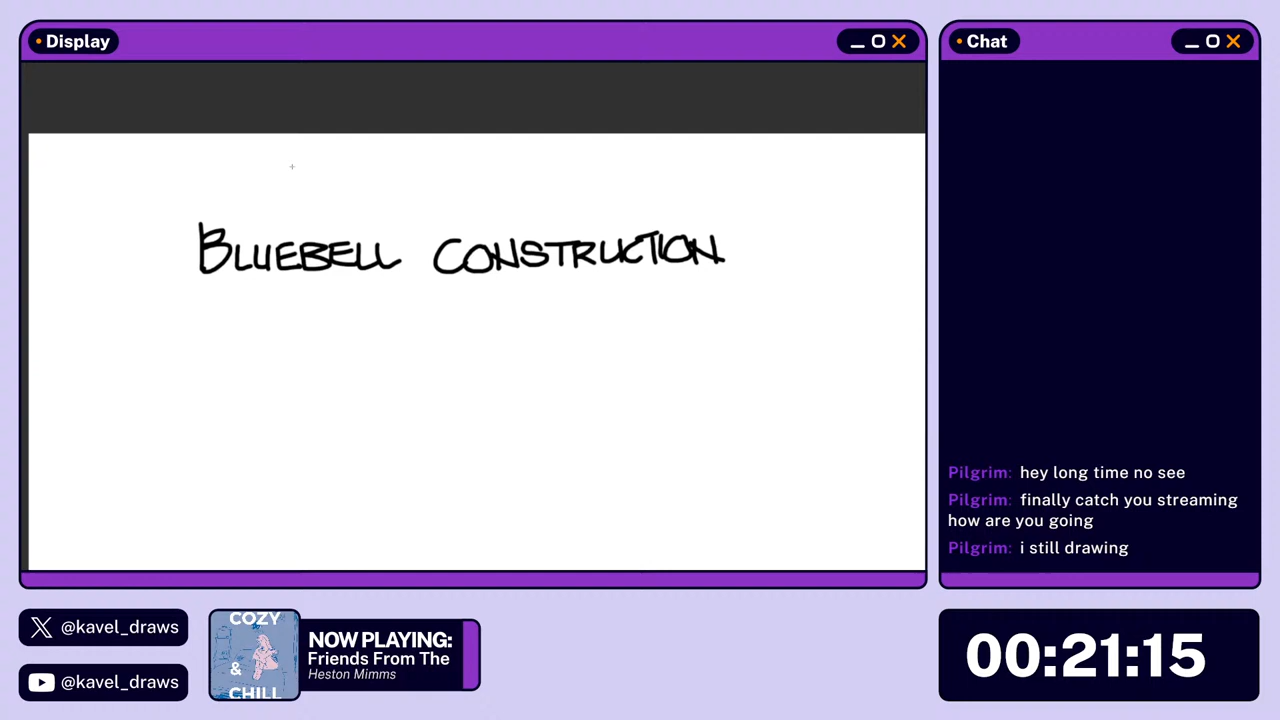 Display
Chat
BLUEBELL CONSTRUCTION
Pilgrim: hey long time no see
Pilgrim: finally catch you streaming
how are you going
Pilgrim: i still drawing
@kavel_draws
@kavel_draws
COZY
&
CHILL
NOW PLAYING:
Friends From The
Heston Mimms
00:21:15